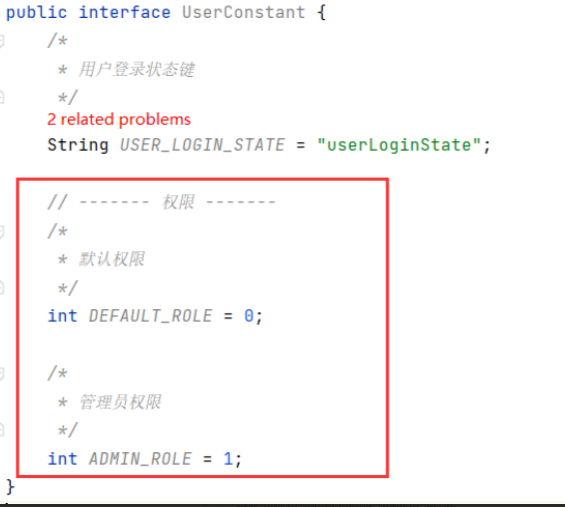 public interface UserConstant {
/*
* 用户登录状态键
*/
2 related problems
String USER_LOGIN_STATE = "userLoginState";
// ------- 权限 -------
/*
* 默认权限
*/
int DEFAULT_ROLE = 0;
/*
* 管理员权限
*/
int ADMIN_ROLE = 1;
}